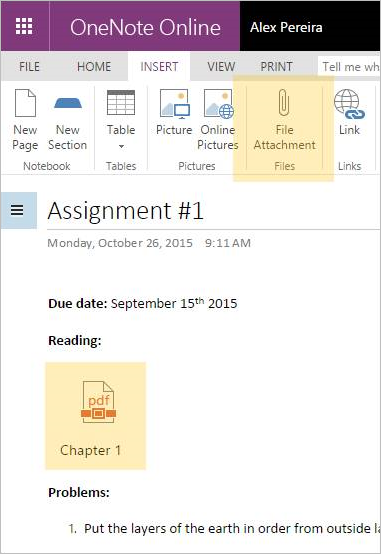 OneNote Online Alex Pereira
FILE HOME INSERT VIEW PRINT Tell me wh
New Page New Section Table Picture Online Pictures File Attachment Link
Notebook Tables Pictures Files Links
Assignment #1
Monday, October 26, 2015 9:11 AM
Due date: September 15th 2015
Reading:
pdf
Chapter 1
Problems:
1. Put the layers of the earth in order from outside la